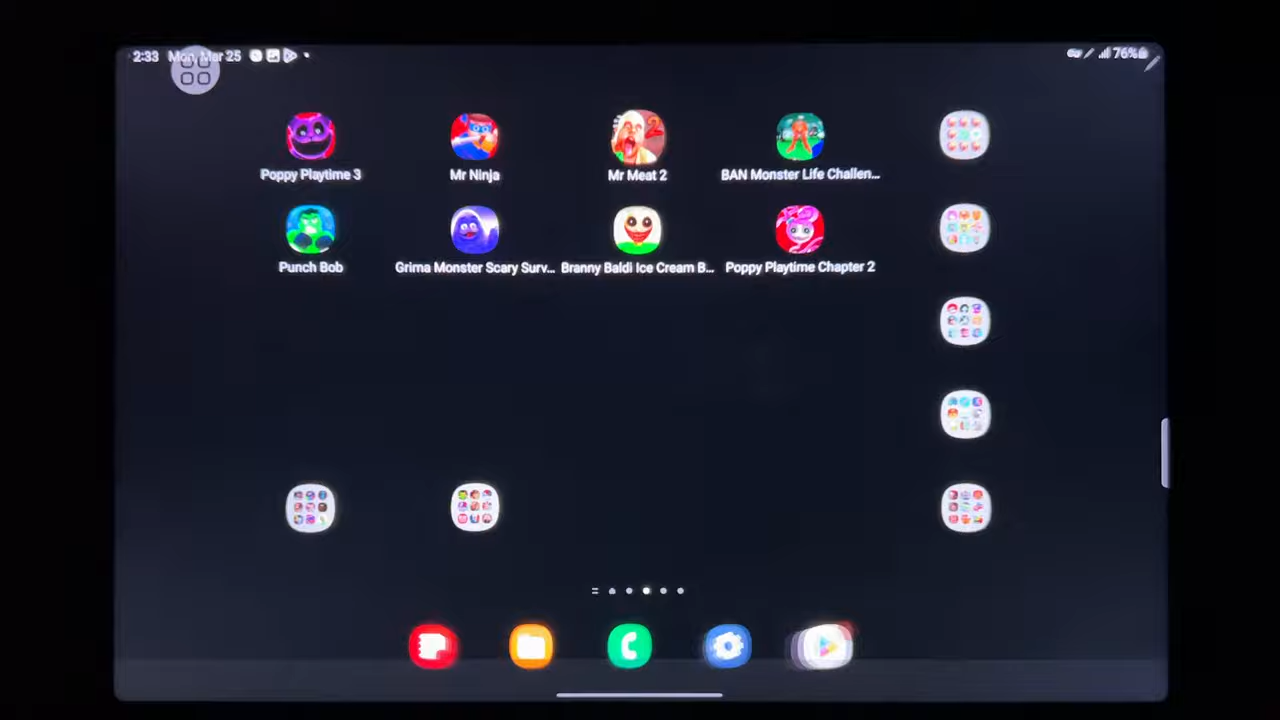 2:33 Mon, Mar 25
76%
Poppy Playtime 3
Mr Ninja
Mr Meat 2
BAN Monster Life Challen...
Punch Bob
Grima Monster Scary Surv...
Branny Baldi Ice Cream B...
Poppy Playtime Chapter 2